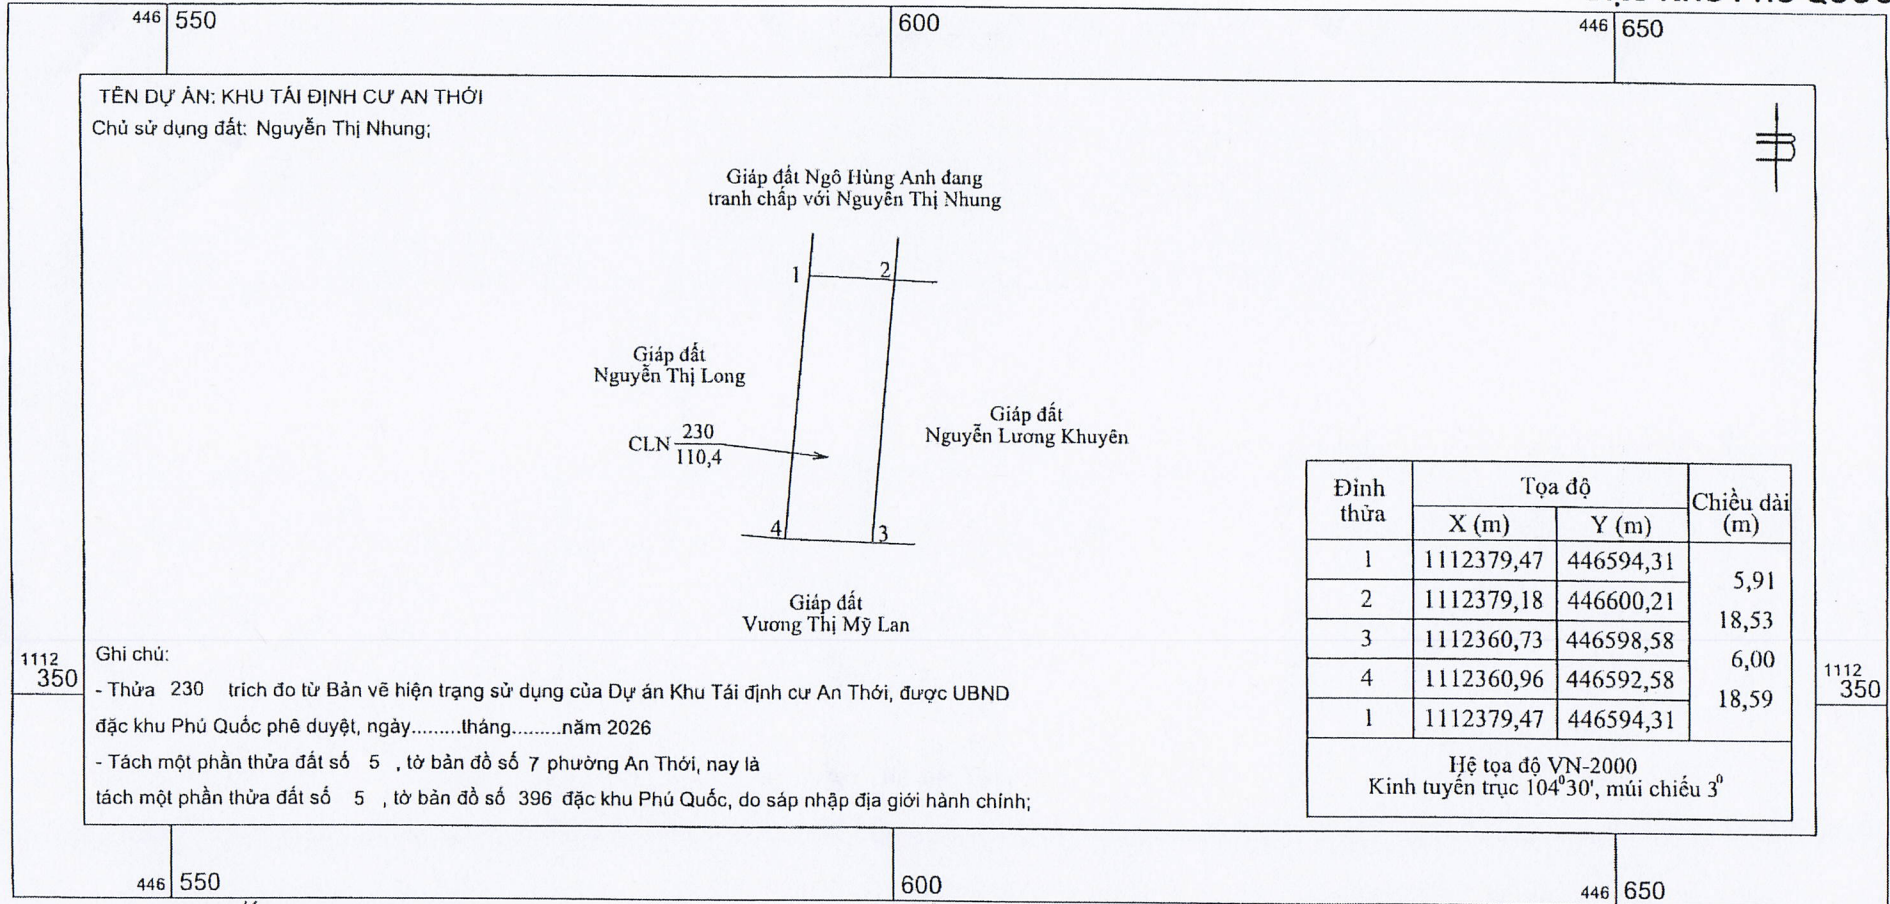 446 550
600
446 650
TÊN DỰ ÁN: KHU TÁI ĐỊNH CƯ AN THỚI
Chủ sử dụng đất: Nguyễn Thị Nhung;
Giáp đất Ngô Hùng Anh đang
tranh chấp với Nguyễn Thị Nhung
1
2
Giáp đất
Nguyễn Thị Long
Giáp đất
Nguyễn Lương Khuyên
CLN 230
110,4
4
3
Giáp đất
Vương Thị Mỹ Lan
Đỉnh thửa Tọa độ Chiều dài (m)
X (m) Y (m)
1 1112379,47 446594,31
5,91
2 1112379,18 446600,21
18,53
3 1112360,73 446598,58
6,00
4 1112360,96 446592,58
18,59
1 1112379,47 446594,31
Hệ tọa độ VN-2000
Kinh tuyến trục 104⁰30', múi chiếu 3⁰
1112
350
1112
350
Ghi chú:
- Thửa 230 trích đo từ Bản vẽ hiện trạng sử dụng của Dự án Khu Tái định cư An Thới, được UBND
đặc khu Phú Quốc phê duyệt, ngày.........tháng.........năm 2026
- Tách một phần thửa đất số 5 , tờ bản đồ số 7 phường An Thới, nay là
tách một phần thửa đất số 5 , tờ bản đồ số 396 đặc khu Phú Quốc, do sáp nhập địa giới hành chính;
446 550
600
446 650